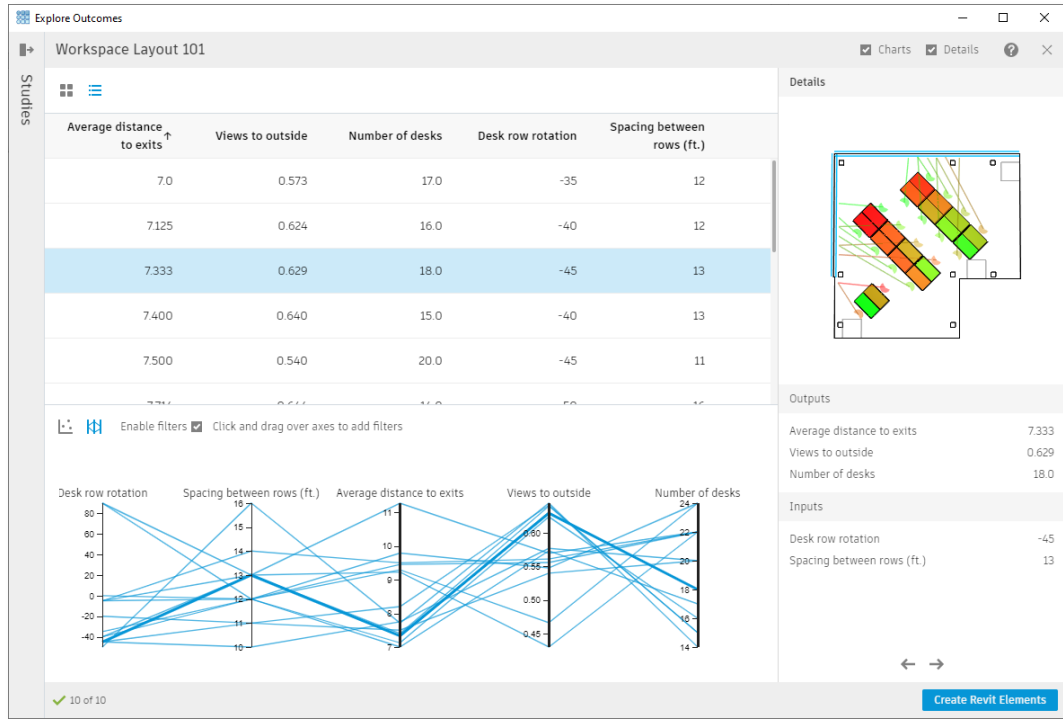 Explore Outcomes
Workspace Layout 101
Charts
Details
Studies
Average distance
to exits
Views to outside
Number of desks
Desk row rotation
Spacing between
rows (ft.)
7.0 0.573 17.0 -35 12
7.125 0.624 16.0 -40 12
7.333 0.629 18.0 -45 13
7.400 0.640 15.0 -40 13
7.500 0.540 20.0 -45 11
Enable filters
Click and drag over axes to add filters
Desk row rotation
Spacing between rows (ft.)
Average distance to exits
Views to outside
Number of desks
80
60
40
20
0
-20
-40
16
15
14
13
12
11
10
11
10
9
8
7
0.60
0.55
0.50
0.45
24
22
20
18
16
14
10 of 10
Details
Outputs
Average distance to exits 7.333
Views to outside 0.629
Number of desks 18.0
Inputs
Desk row rotation -45
Spacing between rows (ft.) 13
Create Revit Elements